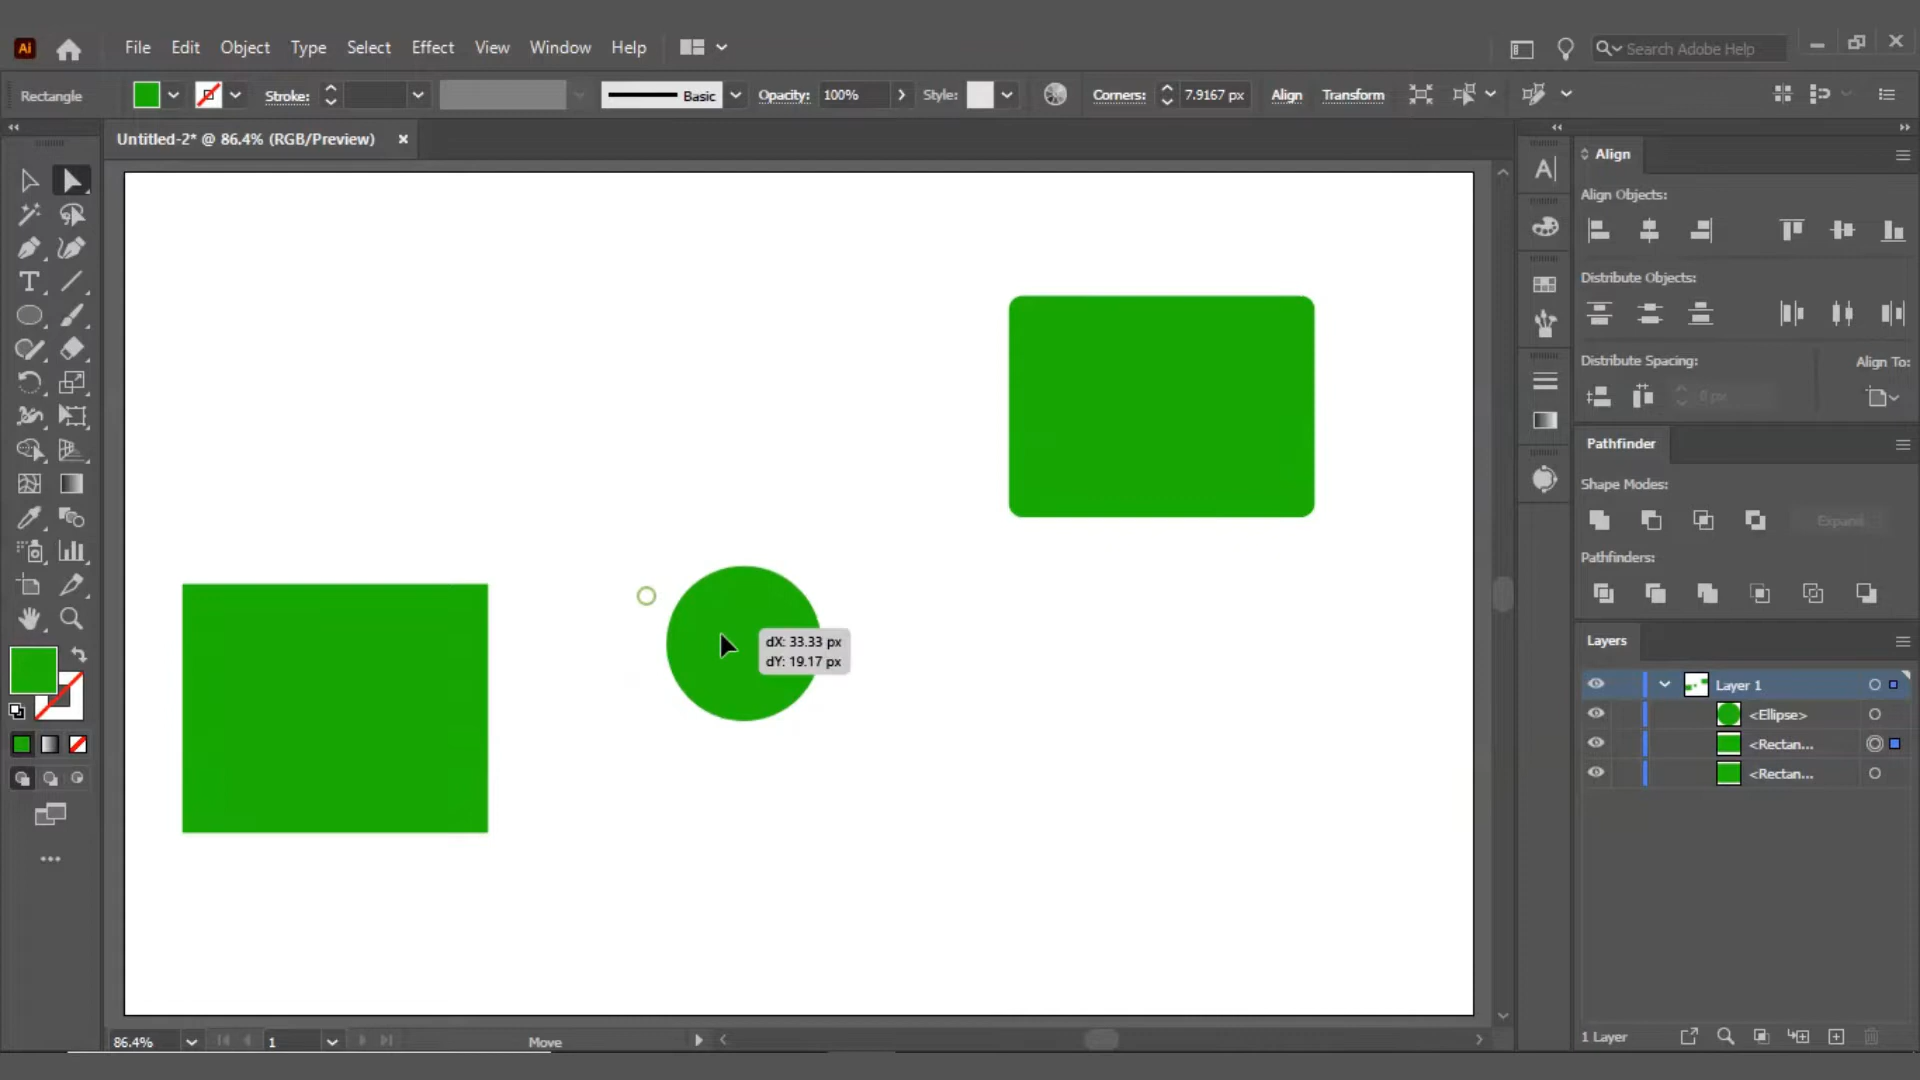 Ai File Edit Object Type Select Effect View Window Help Search Adobe Help
Rectangle Stroke: Basic Opacity: 100% Style: Corners: 7.9167 px Align Transform
Untitled-2* @ 86.4% (RGB/Preview)
Align
Align Objects:
Distribute Objects:
Distribute Spacing: Align To:
0 px
Pathfinder
Shape Modes:
Expand
Pathfinders:
dX: 33.33 px
dY: 19.17 px
Layers
Layer 1
<Ellipse>
<Rectan...
<Rectan...
86.4% 1 Move
1 Layer